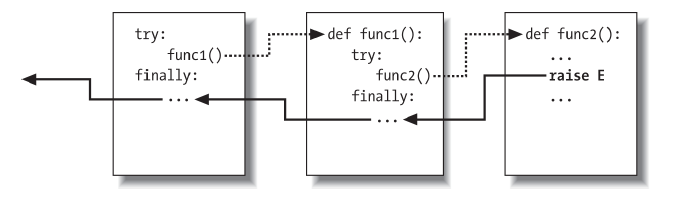 try:
func1()
finally:
...
def func1():
try:
func2()
finally:
...
def func2():
...
raise E
...